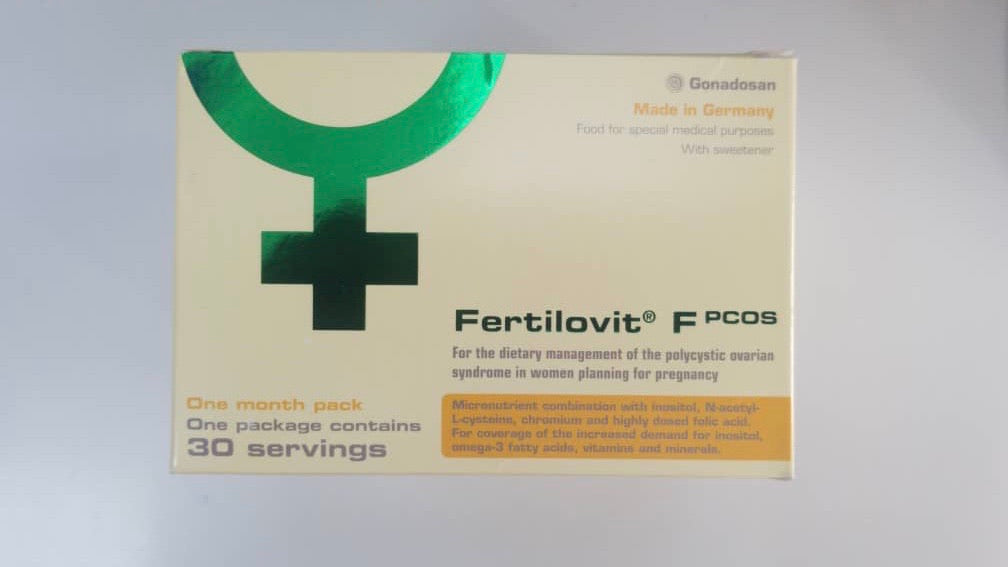 Gonadosan
Made in Germany
Food for special medical purposes
With sweetener
Fertilovit® F PCOS
For the dietary management of the polycystic ovarian
syndrome in women planning for pregnancy
One month pack
One package contains
30 servings
Micronutrient combination with inositol, N-acetyl-
L-cysteine, chromium and highly dosed folic acid.
For coverage of the increased demand for inositol,
omega-3 fatty acids, vitamins and minerals.